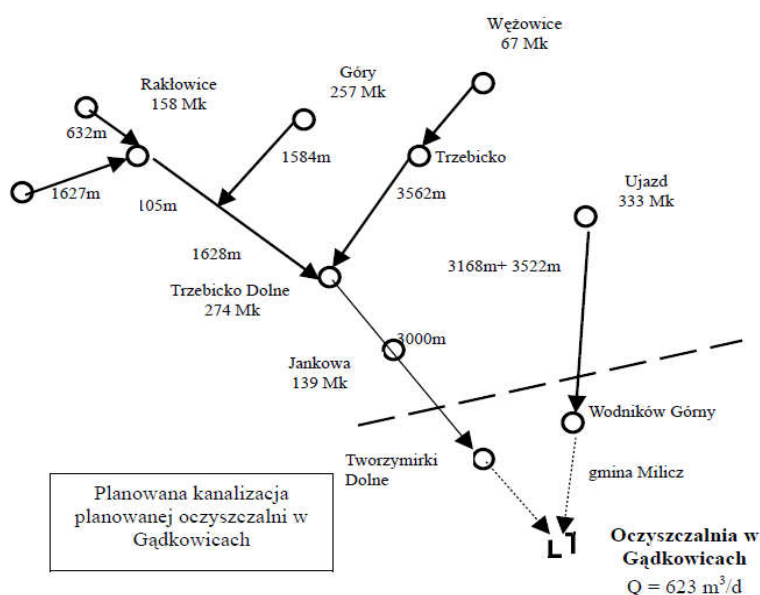 Wężowice
67 Mk
Góry
257 Mk
Rakłowice
158 Mk
632m
Trzebicko
1584m
1627m
3562m
Ujazd
333 Mk
105m
1628m
3168m+ 3522m
Trzebicko Dolne
274 Mk
3000m
Jankowa
139 Mk
Wodników Górny
Tworzymirki
Dolne
gmina Milicz
Planowana kanalizacja
planowanej oczyszczalni w
Gądkowicach
Oczyszczalnia w
Gądkowicach
Q = 623 m³/d